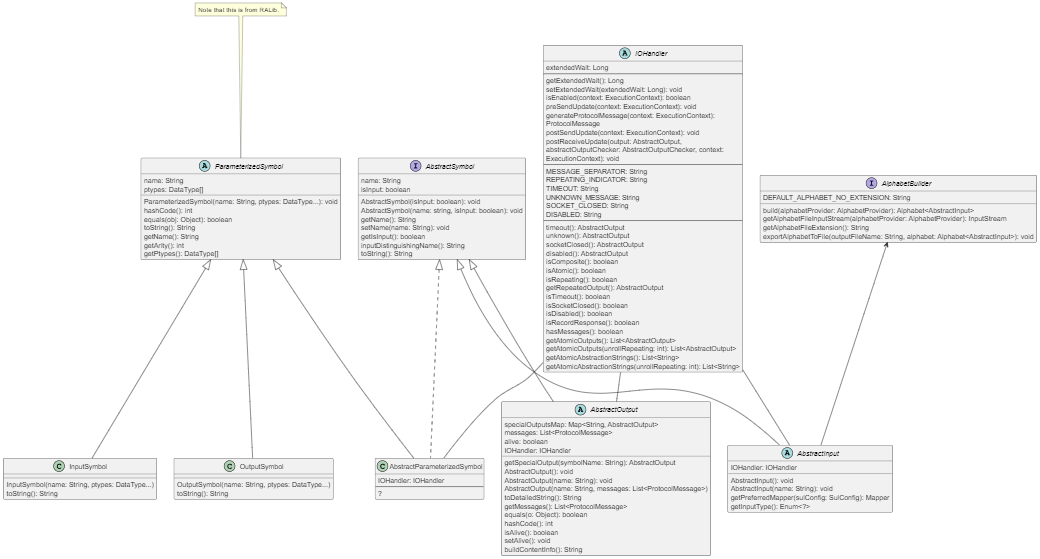 Note that this is from RALib.
A IOHandler
extendedWait: Long
getExtendedWait(): Long
setExtendedWait(extendedWait: Long): void
isEnabled(context: ExecutionContext): boolean
preSendUpdate(context: ExecutionContext): void
generateProtocolMessage(context: ExecutionContext):
ProtocolMessage
postSendUpdate(context: ExecutionContext): void
postReceiveUpdate(output: AbstractOutput,
abstractOutputChecker: AbstractOutputChecker, context:
ExecutionContext): void
MESSAGE_SEPARATOR: String
REPEATING_INDICATOR: String
TIMEOUT: String
UNKNOWN_MESSAGE: String
SOCKET_CLOSED: String
DISABLED: String
timeout(): AbstractOutput
unknown(): AbstractOutput
socketClosed(): AbstractOutput
disabled(): AbstractOutput
isComposite(): boolean
isAtomic(): boolean
isRepeating(): boolean
getRepeatedOutput(): AbstractOutput
isTimeout(): boolean
isSocketClosed(): boolean
isDisabled(): boolean
isRecordResponse(): boolean
hasMessages(): boolean
getAtomicOutputs(): List<AbstractOutput>
getAtomicOutputs(unrollRepeating: int): List<AbstractOutput>
getAtomicAbstractionStrings(): List<String>
getAtomicAbstractionStrings(unrollRepeating: int): List<String>
A ParameterizedSymbol
name: String
ptypes: DataType[]
ParameterizedSymbol(name: String, ptypes: DataType...): void
hashCode(): int
equals(obj: Object): boolean
toString(): String
getName(): String
getArity(): int
getPtypes(): DataType[]
I AbstractSymbol
name: String
isInput: boolean
AbstractSymbol(isInput: boolean): void
AbstractSymbol(name: string, isInput: boolean): void
getName(): String
setName(name: String): void
getIsInput(): boolean
inputDistinguishingName(): String
toString(): String
I AlphabetBuilder
DEFAULT_ALPHABET_NO_EXTENSION: String
build(alphabetProvider: AlphabetProvider): Alphabet<AbstractInput>
getAlphabetFileInputStream(alphabetProvider: AlphabetProvider): InputStream
getAlphabetFileExtension(): String
exportAlphabetToFile(outputFileName: String, alphabet: Alphabet<AbstractInput>): void
C InputSymbol
InputSymbol(name: String, ptypes: DataType...)
toString(): String
C OutputSymbol
OutputSymbol(name: String, ptypes: DataType...)
toString(): String
C AbstractParameterizedSymbol
IOHandler: IOHandler
?
A AbstractOutput
specialOutputsMap: Map<String, AbstractOutput>
messages: List<ProtocolMessage>
alive: boolean
IOHandler: IOHandler
getSpecialOutput(symbolName: String): AbstractOutput
AbstractOutput(): void
AbstractOutput(name: String): void
AbstractOutput(name: String, messages: List<ProtocolMessage>)
toDetailedString(): String
getMessages(): List<ProtocolMessage>
equals(o: Object): boolean
hashCode(): int
isAlive(): boolean
setAlive(): void
buildContentInfo(): String
A AbstractInput
IOHandler: IOHandler
AbstractInput(): void
AbstractInput(name: String): void
getPreferredMapper(sulConfig: SulConfig): Mapper
getInputType(): Enum<?>